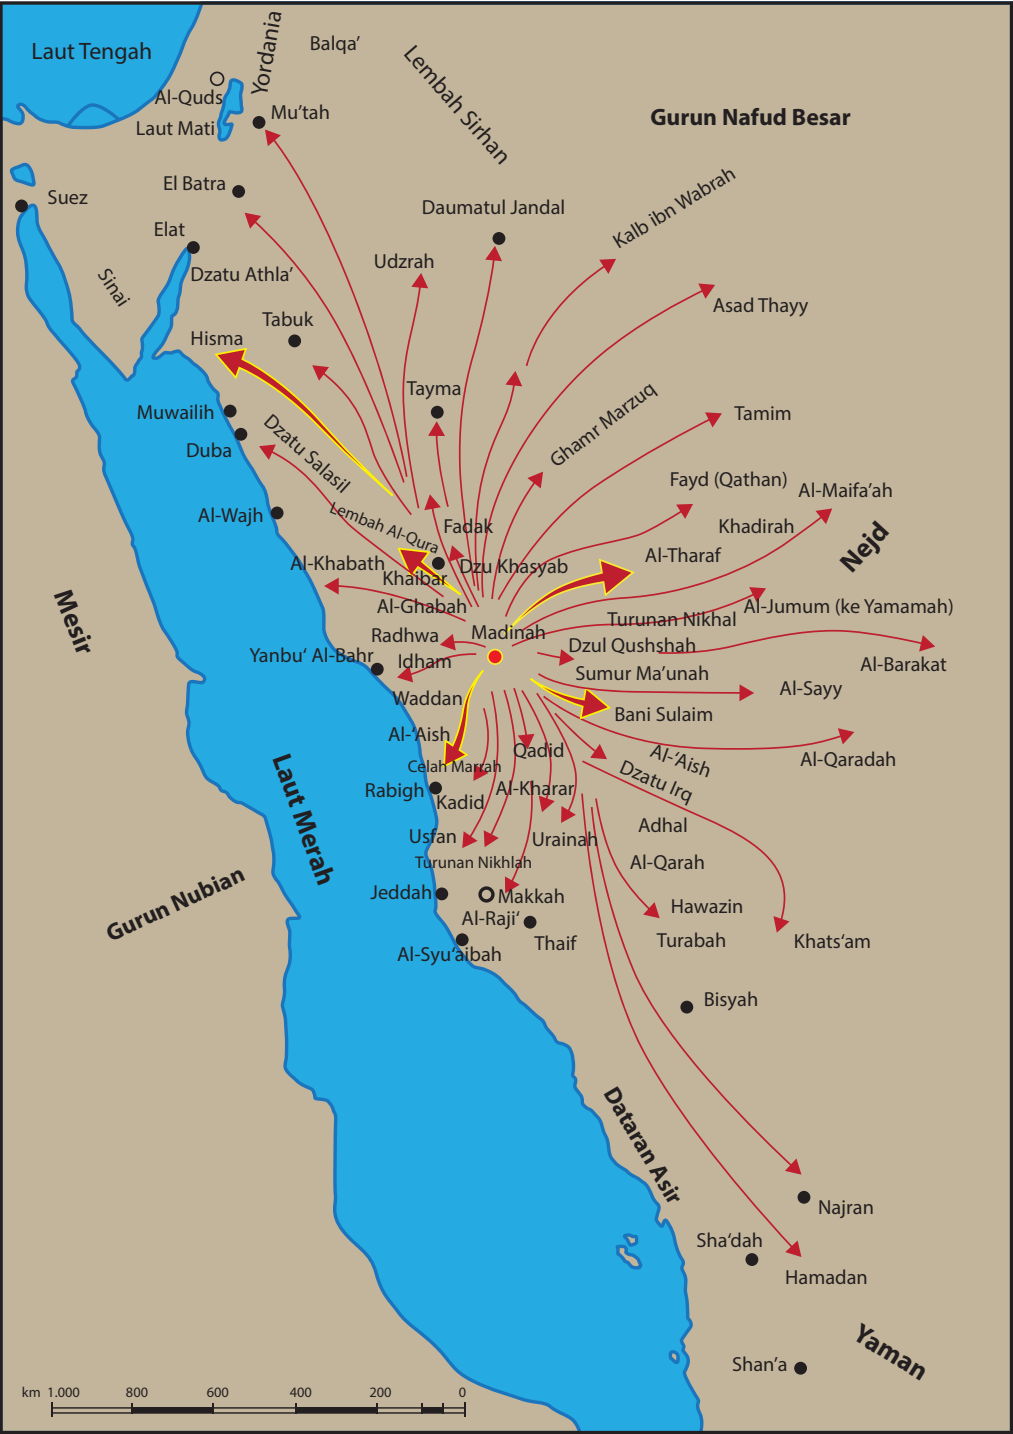 Laut Tengah
Yordania
Balqa’
Lembah Sirhan
Gurun Nafud Besar
Al-Quds
Laut Mati
Mu’tah
El Batra
Suez
Daumatul Jandal
Kalb ibn Wabrah
Elat
Udzrah
Dzatu Athla’
Sinai
Asad Thayy
Tabuk
Hisma
Tayma
Ghamr Marzuq
Tamim
Muwailih
Dzatu Salasil
Duba
Fayd (Qathan)
Al-Maifa’ah
Al-Wajh
Lembah Al-Qura
Fadak
Khadirah
Nejd
Al-Tharaf
Al-Khabath
Khaibar
Dzu Khasyab
Mesir
Al-Ghabah
Al-Jumum (ke Yamamah)
Turunan Nikhal
Radhwa
Madinah
Dzul Qushshah
Yanbu‘ Al-Bahr
Idham
Al-Barakat
Sumur Ma’unah
Al-Sayy
Waddan
Bani Sulaim
Al-‘Aish
Qadid
Al-‘Aish
Al-Qaradah
Celah Marrah
Dzatu Irq
Laut Merah
Rabigh
Kadid
Al-Kharar
Adhal
Usfan
Urainah
Turunan Nikhlah
Al-Qarah
Gurun Nubian
Jeddah
Makkah
Hawazin
Al-Raji‘
Thaif
Turabah
Khats‘am
Al-Syu‘aibah
Bisyah
Dataran Asir
Najran
Sha‘dah
Hamadan
Yaman
Shan’a
km 1.000 800 600 400 200 0